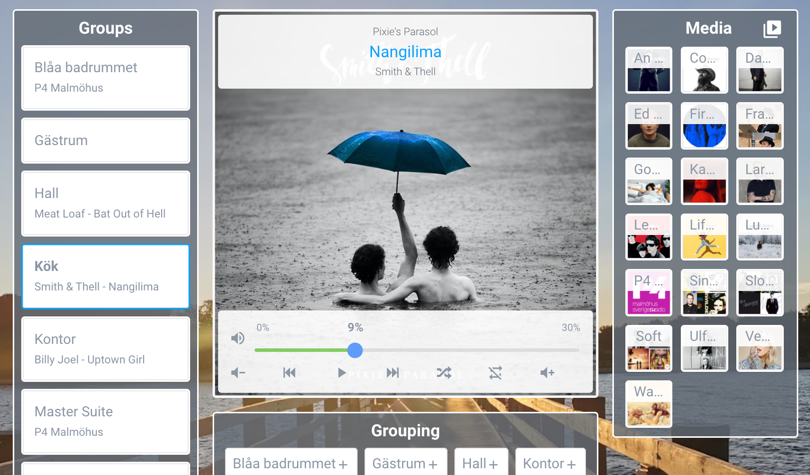 Groups
Blåa badrummet
P4 Malmöhus
Gästrum
Hall
Meat Loaf - Bat Out of Hell
Kök
Smith & Thell - Nangilima
Kontor
Billy Joel - Uptown Girl
Master Suite
P4 Malmöhus
Pixie's Parasol
Nangilima
Smith & Thell
0%
9%
30%
Grouping
Blåa badrummet +
Gästrum +
Hall +
Kontor +
Media
An ...
Co...
Da...
Ed ...
Fir...
Fra...
Go...
Ka...
Lar...
Le...
Lif...
Lu...
P4 ...
Sin...
Slo...
malmöhus
sverigesradio
Soft
Ulf...
Ve...
Wa...